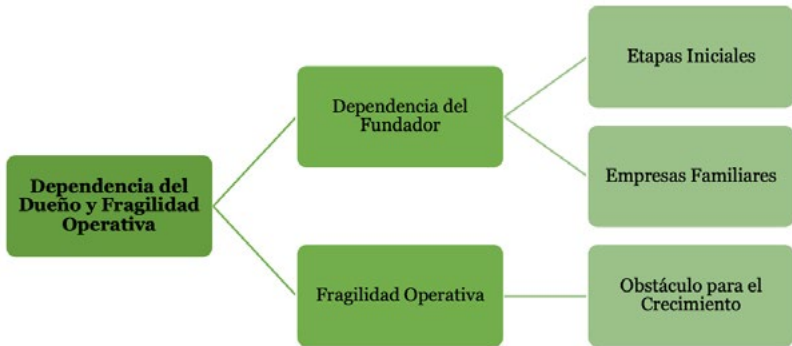 Dependencia del
Dueño y Fragilidad
Operativa
Dependencia del
Fundador
Etapas Iniciales
Empresas Familiares
Fragilidad Operativa
Obstáculo para el
Crecimiento